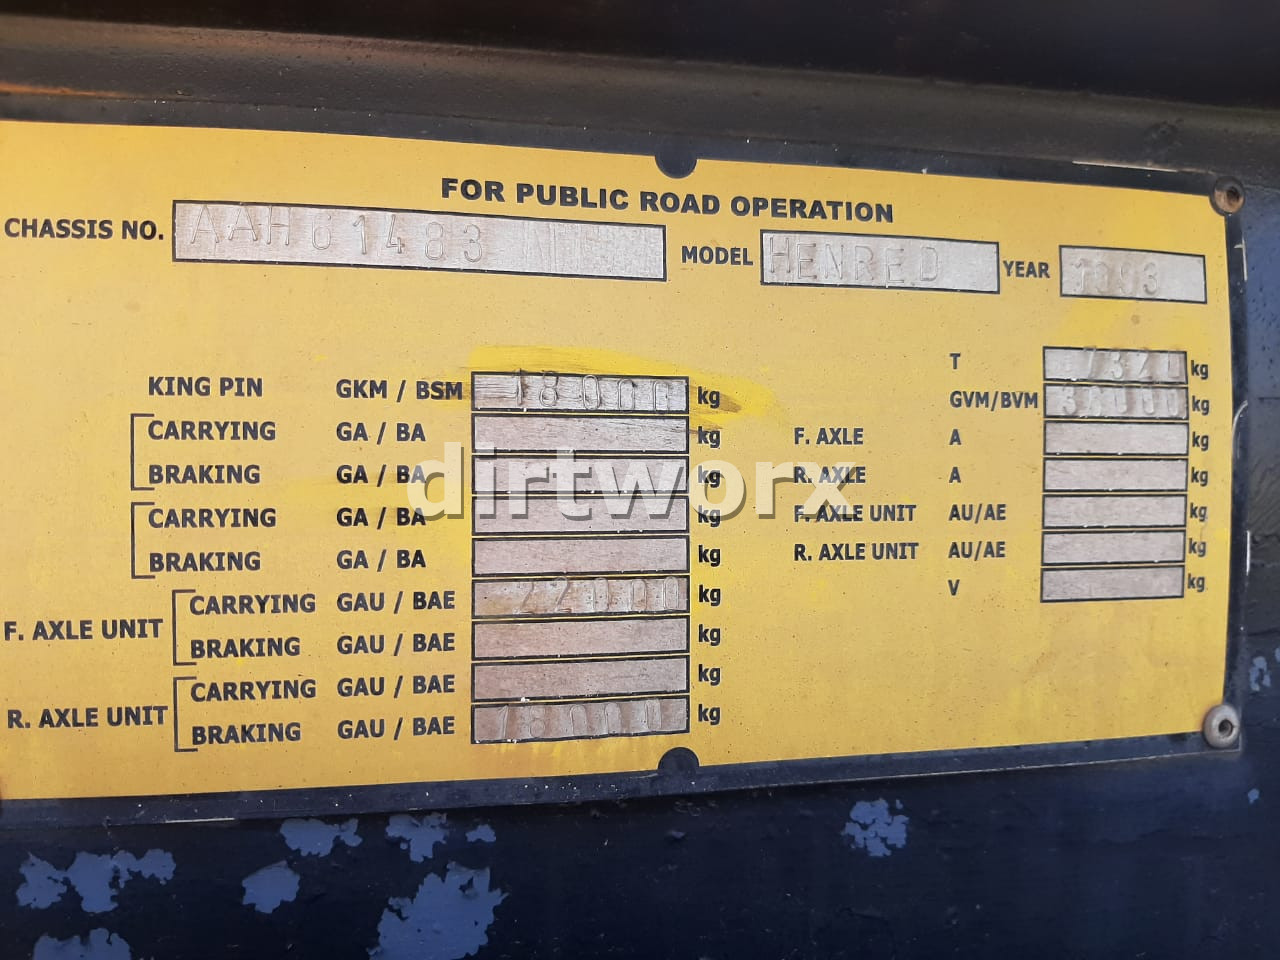 FOR PUBLIC ROAD OPERATION
CHASSIS NO. AAH61483 MODEL HENRED YEAR 1993
KING PIN GKM / BSM 18000 kg
CARRYING GA / BA kg
BRAKING GA / BA kg
CARRYING GA / BA kg
BRAKING GA / BA kg
F. AXLE UNIT CARRYING GAU / BAE 22000 kg
BRAKING GAU / BAE kg
R. AXLE UNIT CARRYING GAU / BAE kg
BRAKING GAU / BAE 18000 kg
T kg
GVM/BVM kg
F. AXLE A kg
R. AXLE A kg
F. AXLE UNIT AU/AE kg
R. AXLE UNIT AU/AE kg
V kg
dirtworx